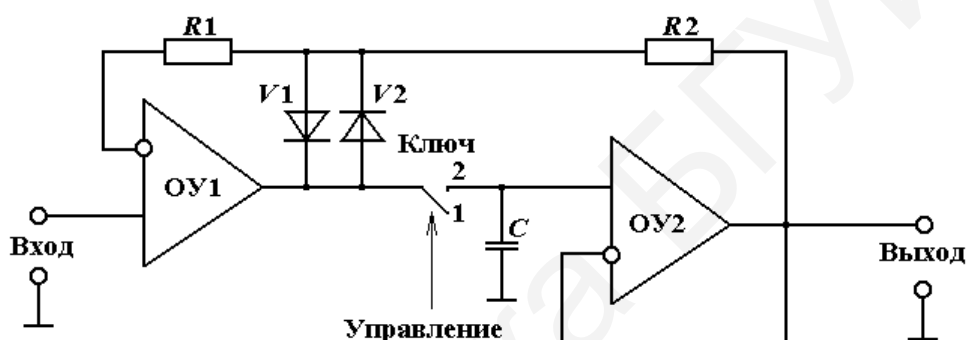 R1
R2
V1
V2
Ключ
2
ОУ1
1
C
ОУ2
Вход
Выход
Управление